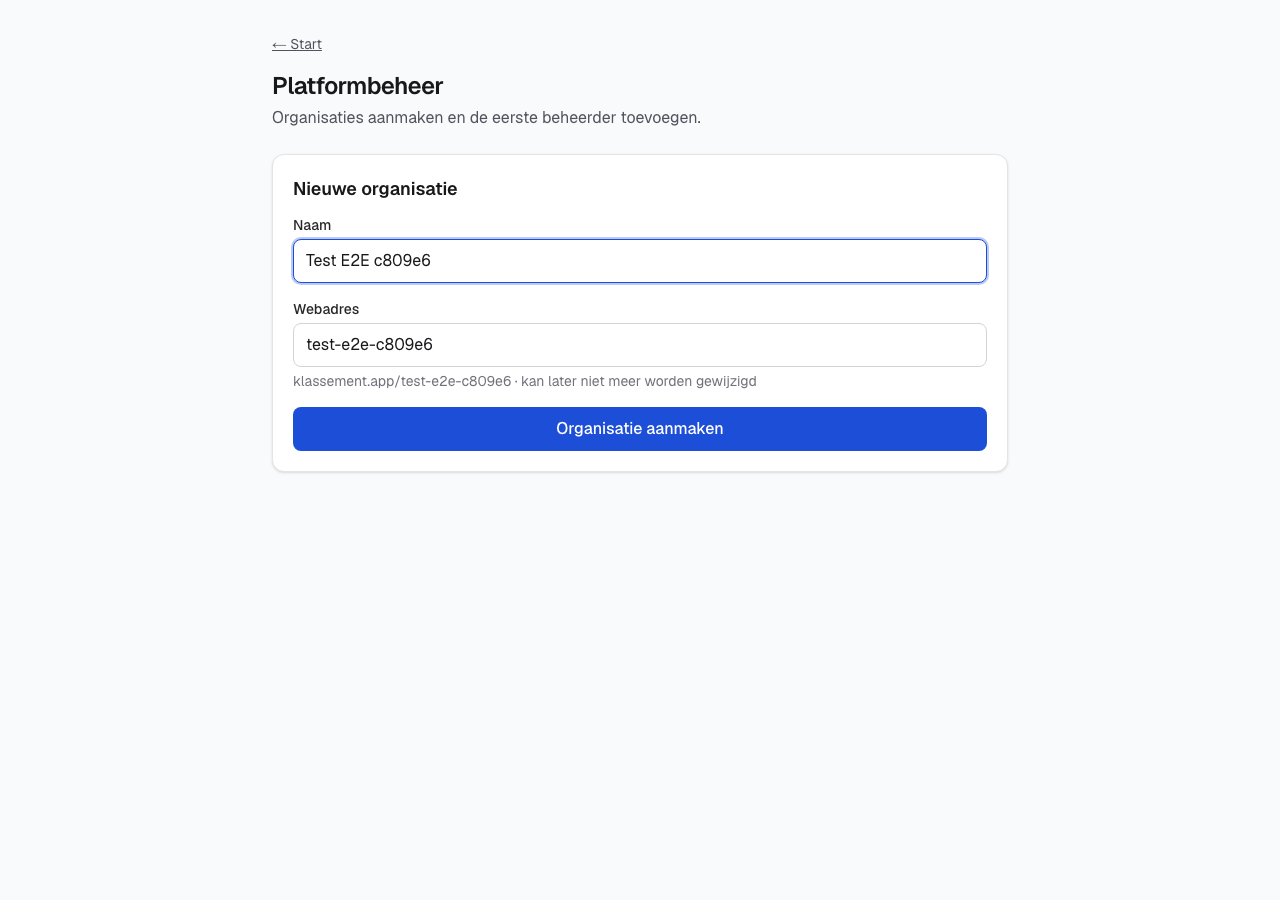 ← Start
Platformbeheer
Organisaties aanmaken en de eerste beheerder toevoegen.
Nieuwe organisatie
Naam
Test E2E c809e6
Webadres
test-e2e-c809e6
klassement.app/test-e2e-c809e6 · kan later niet meer worden gewijzigd
Organisatie aanmaken